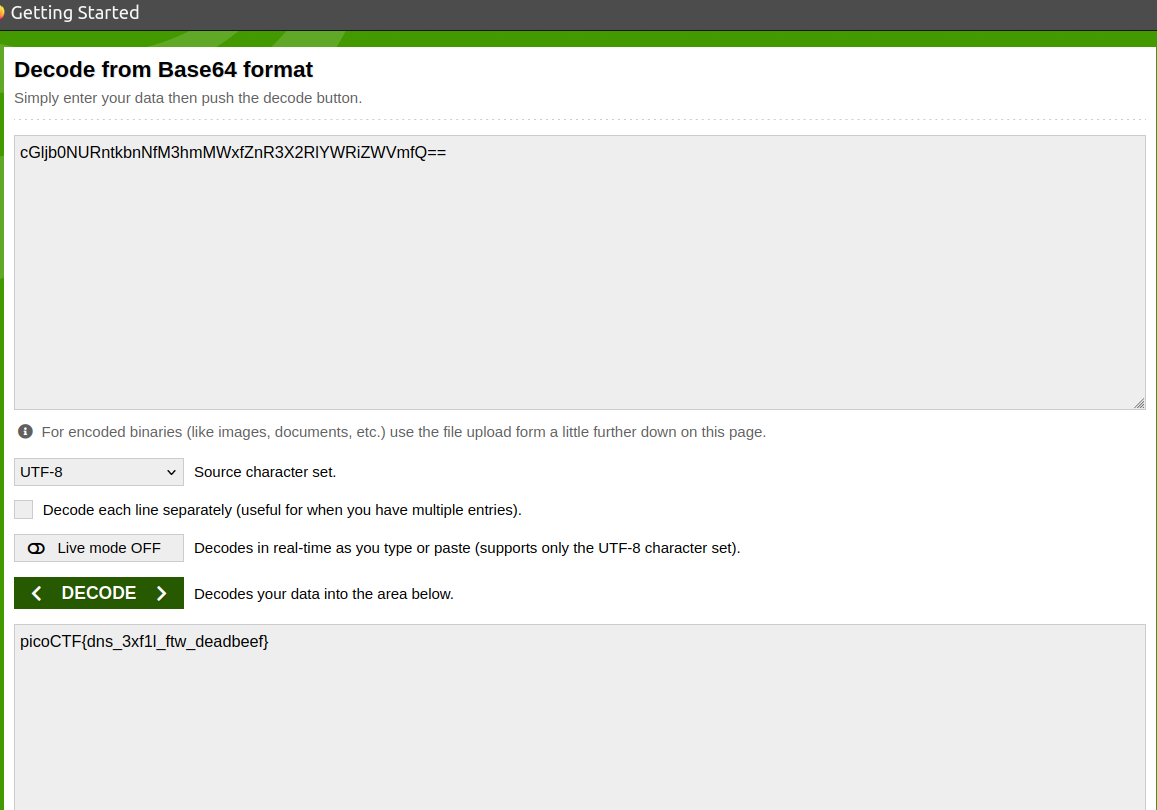 Getting Started
Decode from Base64 format
Simply enter your data then push the decode button.
cGljb0NURntkbnNfM3hmMWxfZnR3X2RlYWRiZWVmfQ==
For encoded binaries (like images, documents, etc.) use the file upload form a little further down on this page.
UTF-8 Source character set.
Decode each line separately (useful for when you have multiple entries).
Live mode OFF Decodes in real-time as you type or paste (supports only the UTF-8 character set).
< DECODE > Decodes your data into the area below.
picoCTF{dns_3xf1l_ftw_deadbeef}